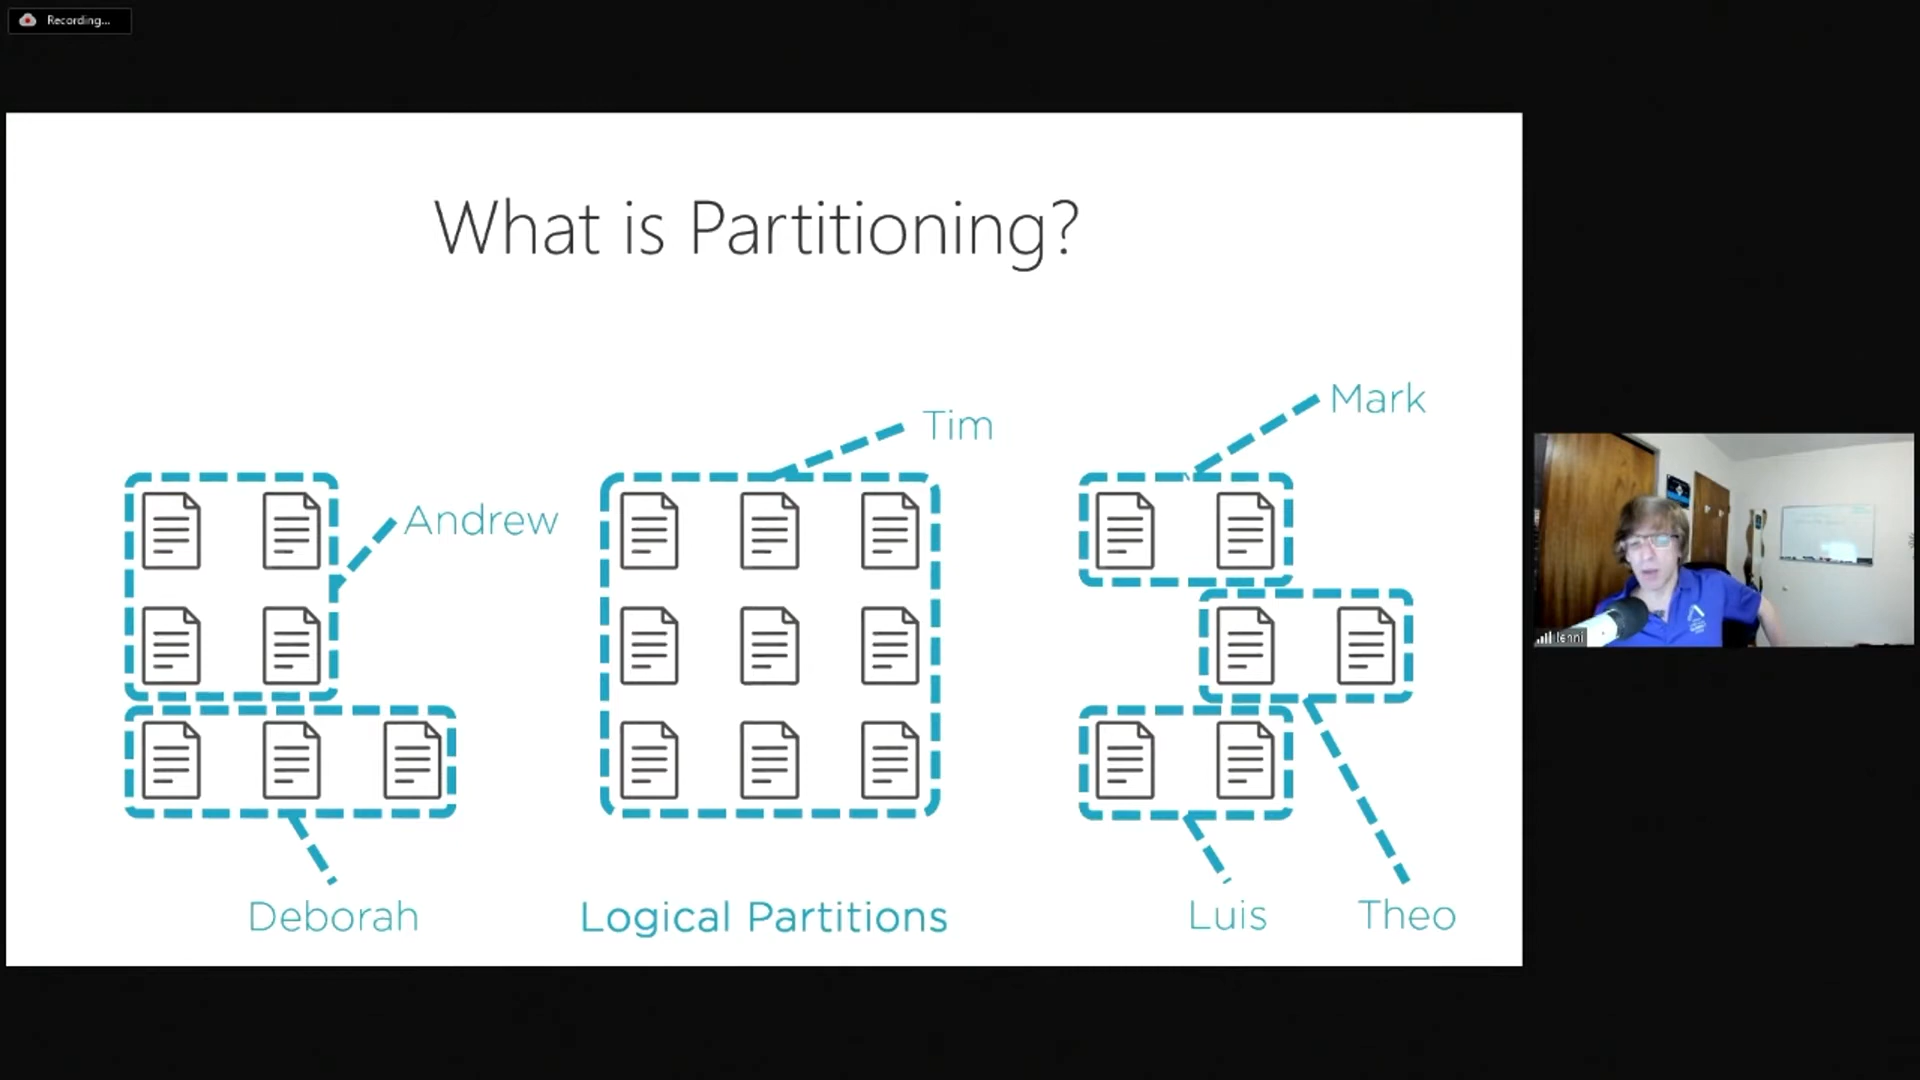 Recording...
What is Partitioning?
Mark
Tim
Andrew
Deborah
Logical Partitions
Luis
Theo